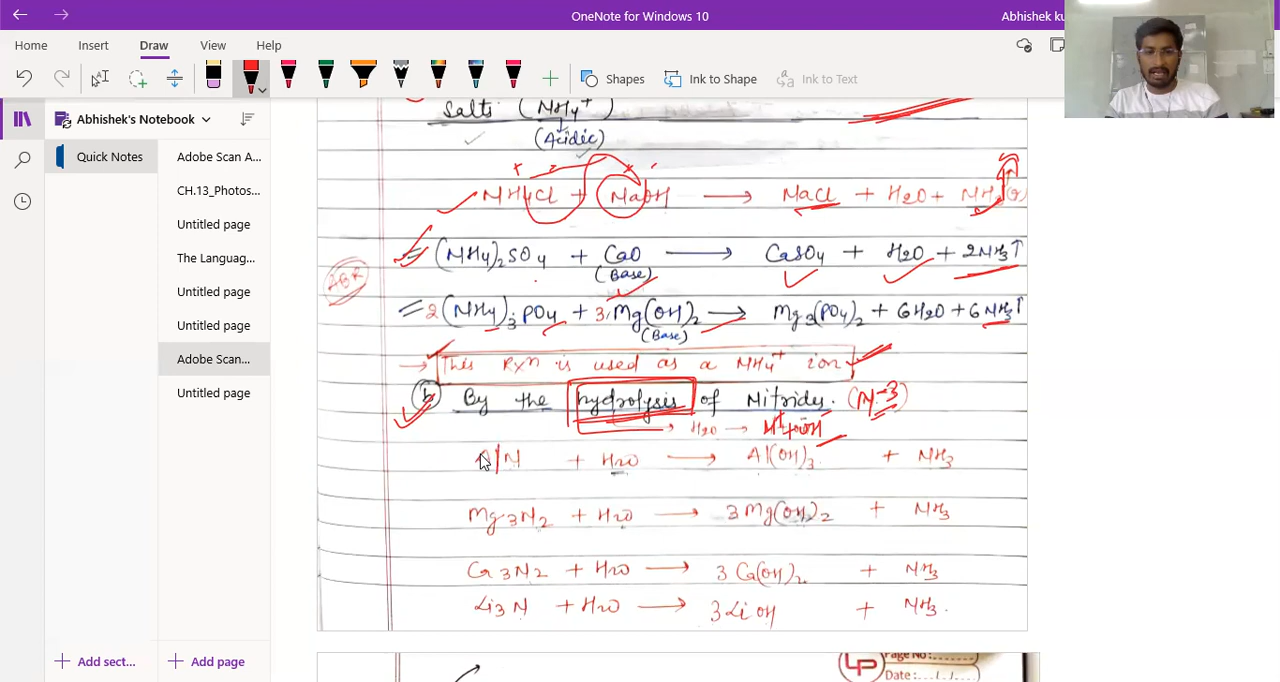 OneNote for Windows 10
Abhishek ku
Home Insert Draw View Help
Shapes Ink to Shape Ink to Text
Abhishek's Notebook
Quick Notes
Adobe Scan A...
CH.13_Photos...
Untitled page
The Languag...
Untitled page
Untitled page
Adobe Scan...
Untitled page
Add sect... Add page
Salts (NH4+)
(Acidic)
NH4Cl + NaOH → NaCl + H2O + NH3
= (NH4)2SO4 + CaO → CaSO4 + H2O + 2NH3↑
(Base)
= 2(NH4)3PO4 + 3Mg(OH)2 → Mg3(PO4)2 + 6H2O + 6NH3↑
(Base)
→ This Rxn is used as a NH4+ ion
(b) By the hydrolysis of Nitrides. (N-3)
→ H2O → H+ + OH-
AlN + H2O → Al(OH)3 + NH3
Mg3N2 + H2O → 3Mg(OH)2 + NH3
Ca3N2 + H2O → 3Ca(OH)2 + NH3
Li3N + H2O → 3LiOH + NH3.
Page No:
Date: